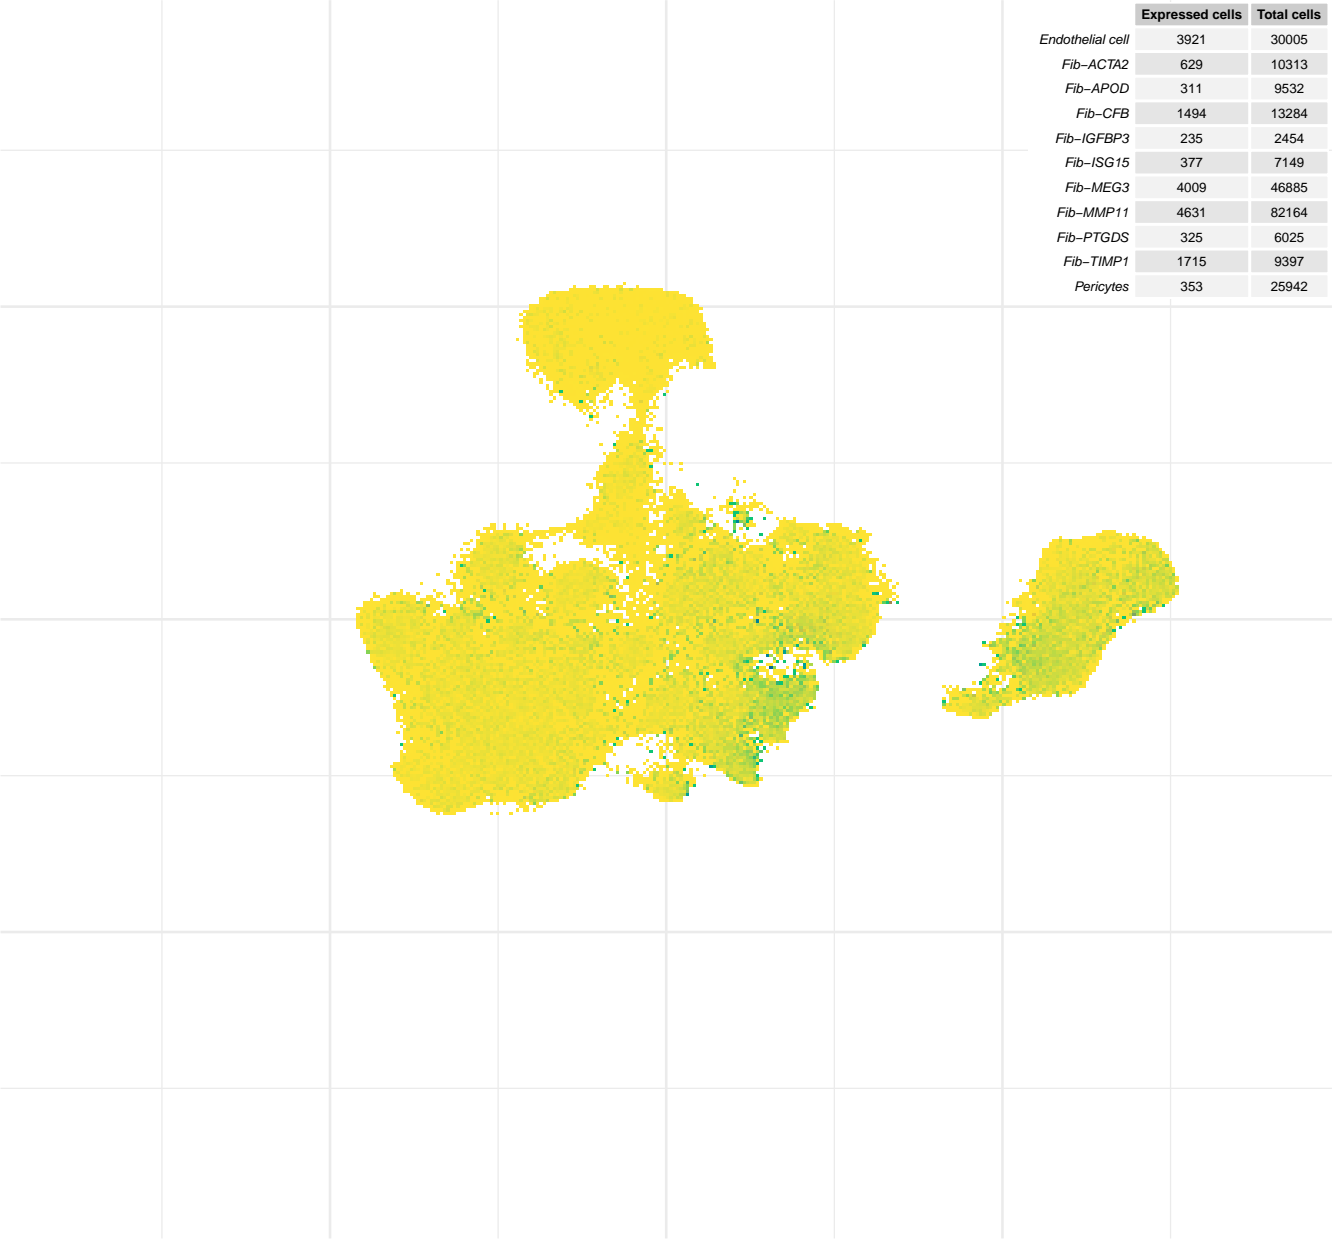 Expressed cells Total cells
Endothelial cell 3921 30005
Fib−ACTA2 629 10313
Fib−APOD 311 9532
Fib−CFB 1494 13284
Fib−IGFBP3 235 2454
Fib−ISG15 377 7149
Fib−MEG3 4009 46885
Fib−MMP11 4631 82164
Fib−PTGDS 325 6025
Fib−TIMP1 1715 9397
Pericytes 353 25942